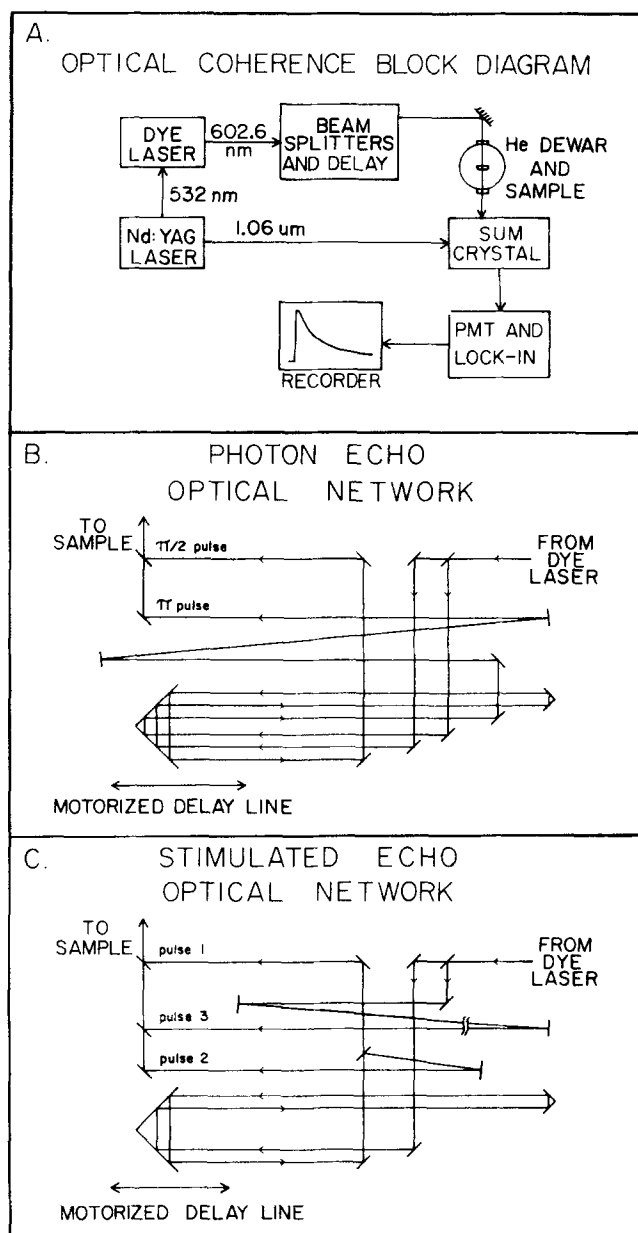 A.
OPTICAL COHERENCE BLOCK DIAGRAM
DYE
LASER
602.6
nm
BEAM
SPLITTERS
AND DELAY
He DEWAR
AND
SAMPLE
532 nm
Nd:YAG
LASER
1.06 um
SUM
CRYSTAL
PMT AND
LOCK-IN
RECORDER
B.
PHOTON ECHO
OPTICAL NETWORK
TO
SAMPLE
π/2 pulse
FROM
DYE
LASER
π pulse
MOTORIZED DELAY LINE
C.
STIMULATED ECHO
OPTICAL NETWORK
TO
SAMPLE
pulse 1
FROM
DYE
LASER
pulse 3
pulse 2
MOTORIZED DELAY LINE